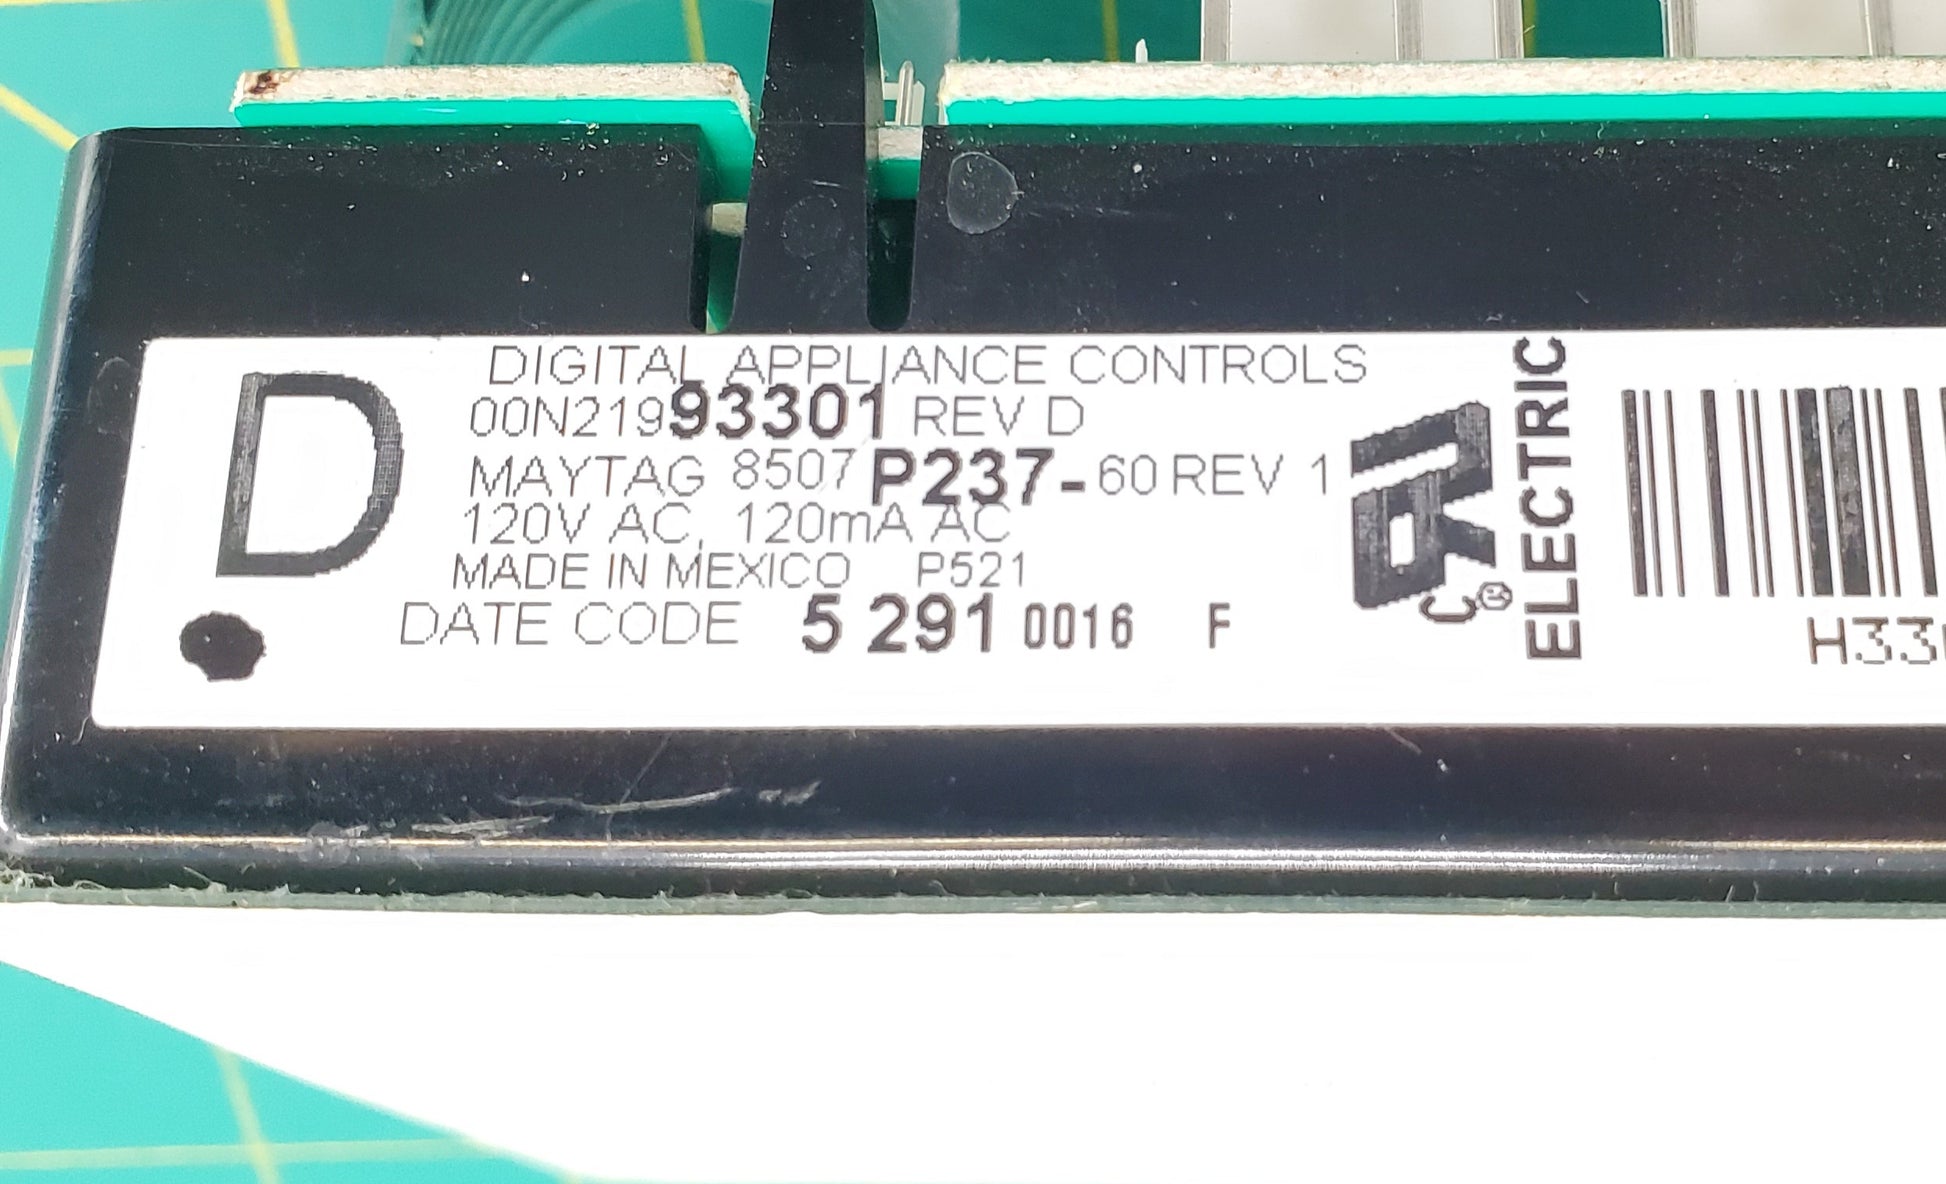 D
DIGITAL APPLIANCE CONTROLS
00N21993301 REV D
MAYTAG 8507P237-60 REV 1
120V AC, 120mA AC
MADE IN MEXICO P521
DATE CODE 5 291 0016 F
ELECTRIC
H33